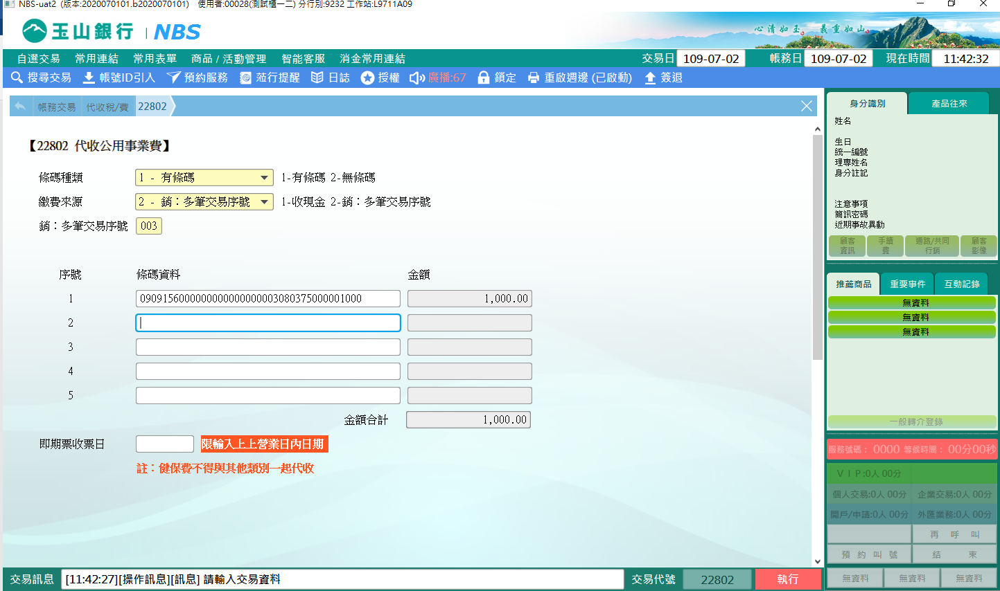 NBS-uat2 (版本:2020070101.b2020070101) 使用者:00028(測試櫃一二) 分行別:9232 工作站:L9711A09
玉山銀行 | NBS
心清如玉。 義重如山。
自選交易 常用連結 常用表單 商品 / 活動管理 智能客服 消金常用連結 交易日 109-07-02 帳務日 109-07-02 現在時間 11:42:32
搜尋交易 帳號ID引入 預約服務 蒞行提醒 日誌 授權 廣播:67 鎖定 重啟週邊 (已啟動) 簽退
帳務交易 代收稅/費 22802
【22802 代收公用事業費】
條碼種類 1 - 有條碼 1-有條碼 2-無條碼
繳費來源 2 - 銷：多筆交易序號 1-收現金 2-銷：多筆交易序號
銷：多筆交易序號 003
序號 條碼資料 金額
1 0909156000000000000000003080375000001000 1,000.00
2
3
4
5
金額合計 1,000.00
即期票收票日 限輸入上上營業日內日期
註：健保費不得與其他類別一起代收
交易訊息 [11:42:27][操作訊息][訊息] 請輸入交易資料 交易代號 22802 執行
身分識別 產品往來
姓名
生日
統一編號
理專姓名
身分註記
注意事項
簡訊密碼
近期事故異動
顧客資訊 手續費 通路/共同行銷 顧客影像
推薦商品 重要事件 互動記錄
無資料
無資料
無資料
一般轉介登錄
服務號碼： 0000 等候時間： 00分00秒
ＶＩＰ:0人 00分
個人交易:0人 00分 企業交易:0人 00分
開戶/申請:0人 00分 外匯業務:0人 00分
再 呼 叫
預 約 叫 號 結 束
無資料 無資料 無資料